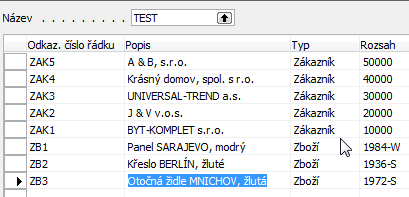 Název . . . . . . . . TEST
Odkaz. číslo řádku Popis Typ Rozsah
ZAK5 A & B, s.r.o. Zákazník 50000
ZAK4 Krásný domov, spol. s r.o. Zákazník 40000
ZAK3 UNIVERSAL-TREND a.s. Zákazník 30000
ZAK2 J & V v.o.s. Zákazník 20000
ZAK1 BYT-KOMPLET s.r.o. Zákazník 10000
ZB1 Panel SARAJEVO, modrý Zboží 1984-W
ZB2 Křeslo BERLÍN, žluté Zboží 1936-S
ZB3 Otočná židle MNICHOV, žlutá Zboží 1972-S